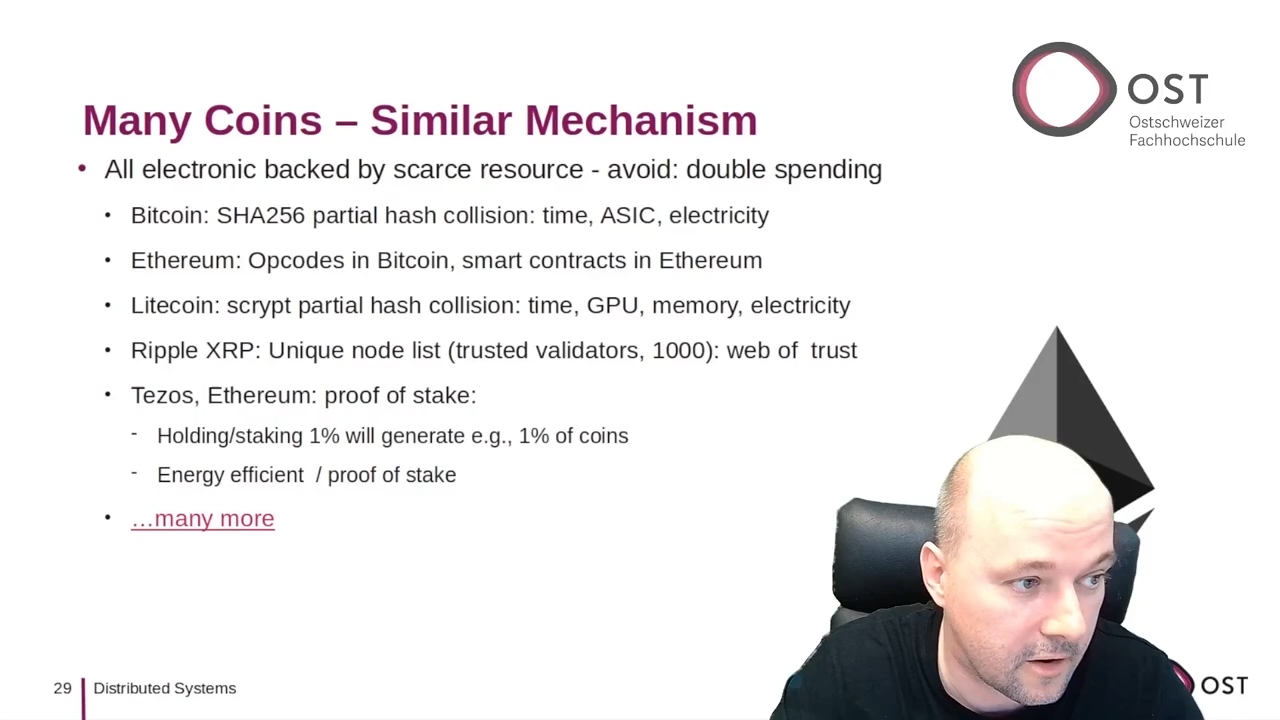 OST
Ostschweizer
Fachhochschule
Many Coins – Similar Mechanism
• All electronic backed by scarce resource - avoid: double spending
• Bitcoin: SHA256 partial hash collision: time, ASIC, electricity
• Ethereum: Opcodes in Bitcoin, smart contracts in Ethereum
• Litecoin: scrypt partial hash collision: time, GPU, memory, electricity
• Ripple XRP: Unique node list (trusted validators, 1000): web of  trust
• Tezos, Ethereum: proof of stake:
- Holding/staking 1% will generate e.g., 1% of coins
- Energy efficient  / proof of stake
• …many more
29 Distributed Systems
OST